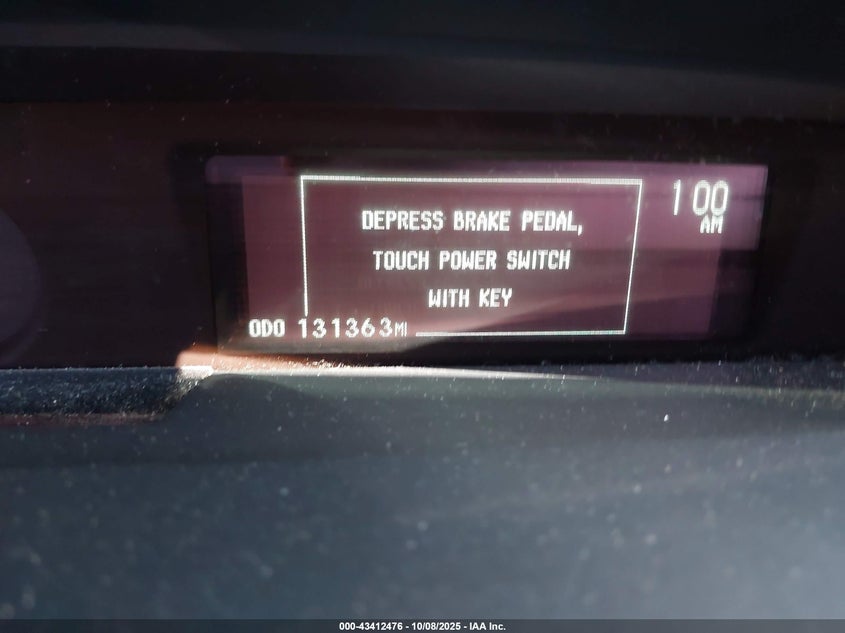 1:00
AM
DEPRESS BRAKE PEDAL,
TOUCH POWER SWITCH
WITH KEY
ODO 131363MI
000-43412476 - 10/08/2025 - IAA Inc.